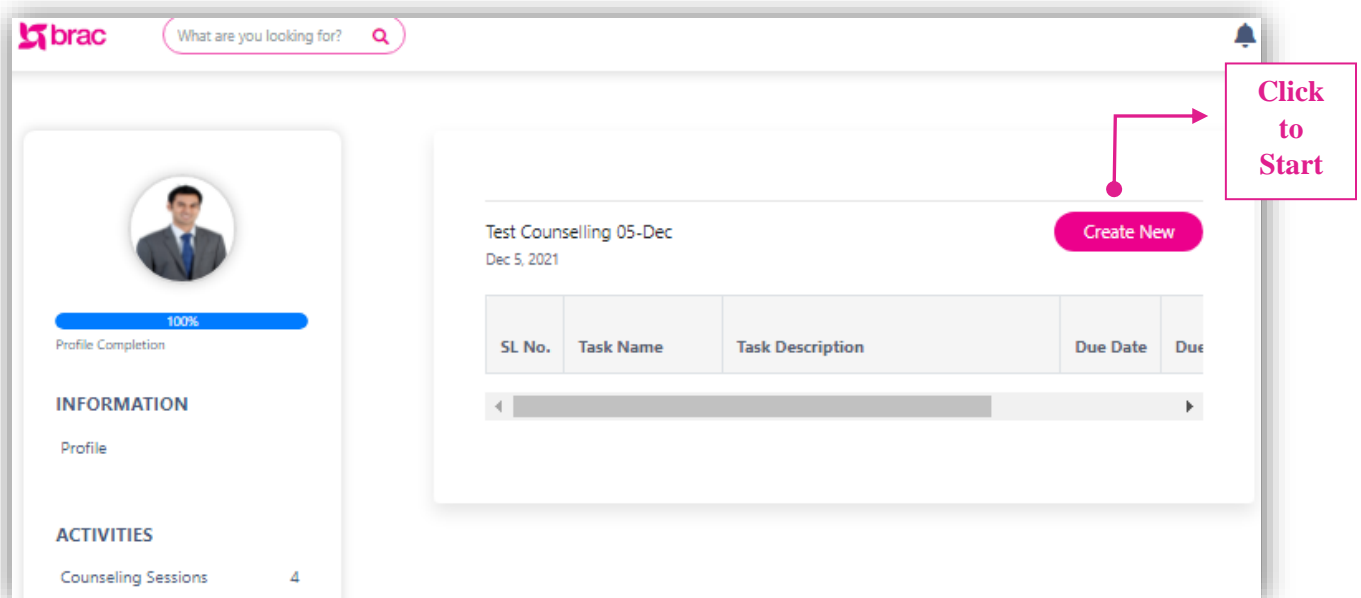 brac
What are you looking for?
Click
to
Start
100%
Profile Completion
INFORMATION
Profile
ACTIVITIES
Counseling Sessions 4
Test Counselling 05-Dec
Create New
Dec 5, 2021
SL No. Task Name Task Description Due Date Due